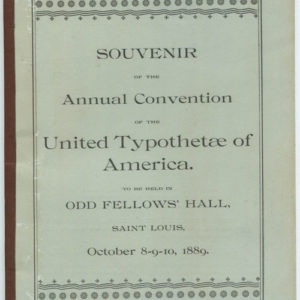 SOUVENIR
OF THE
Annual Convention
OF THE
United Typothetæ of
America.
TO BE HELD IN
ODD FELLOWS' HALL,
SAINT LOUIS,
October 8-9-10, 1889.